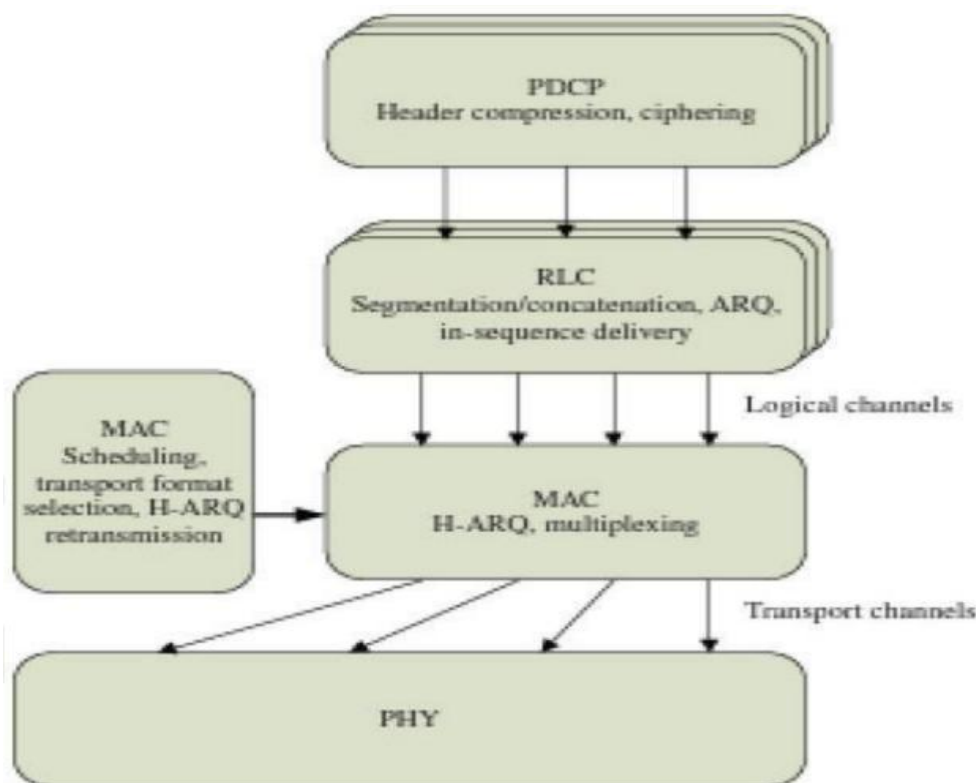 PDCP
Header compression, ciphering
RLC
Segmentation/concatenation, ARQ,
in-sequence delivery
Logical channels
MAC
Scheduling,
transport format
selection, H-ARQ
retransmission
MAC
H-ARQ, multiplexing
Transport channels
PHY